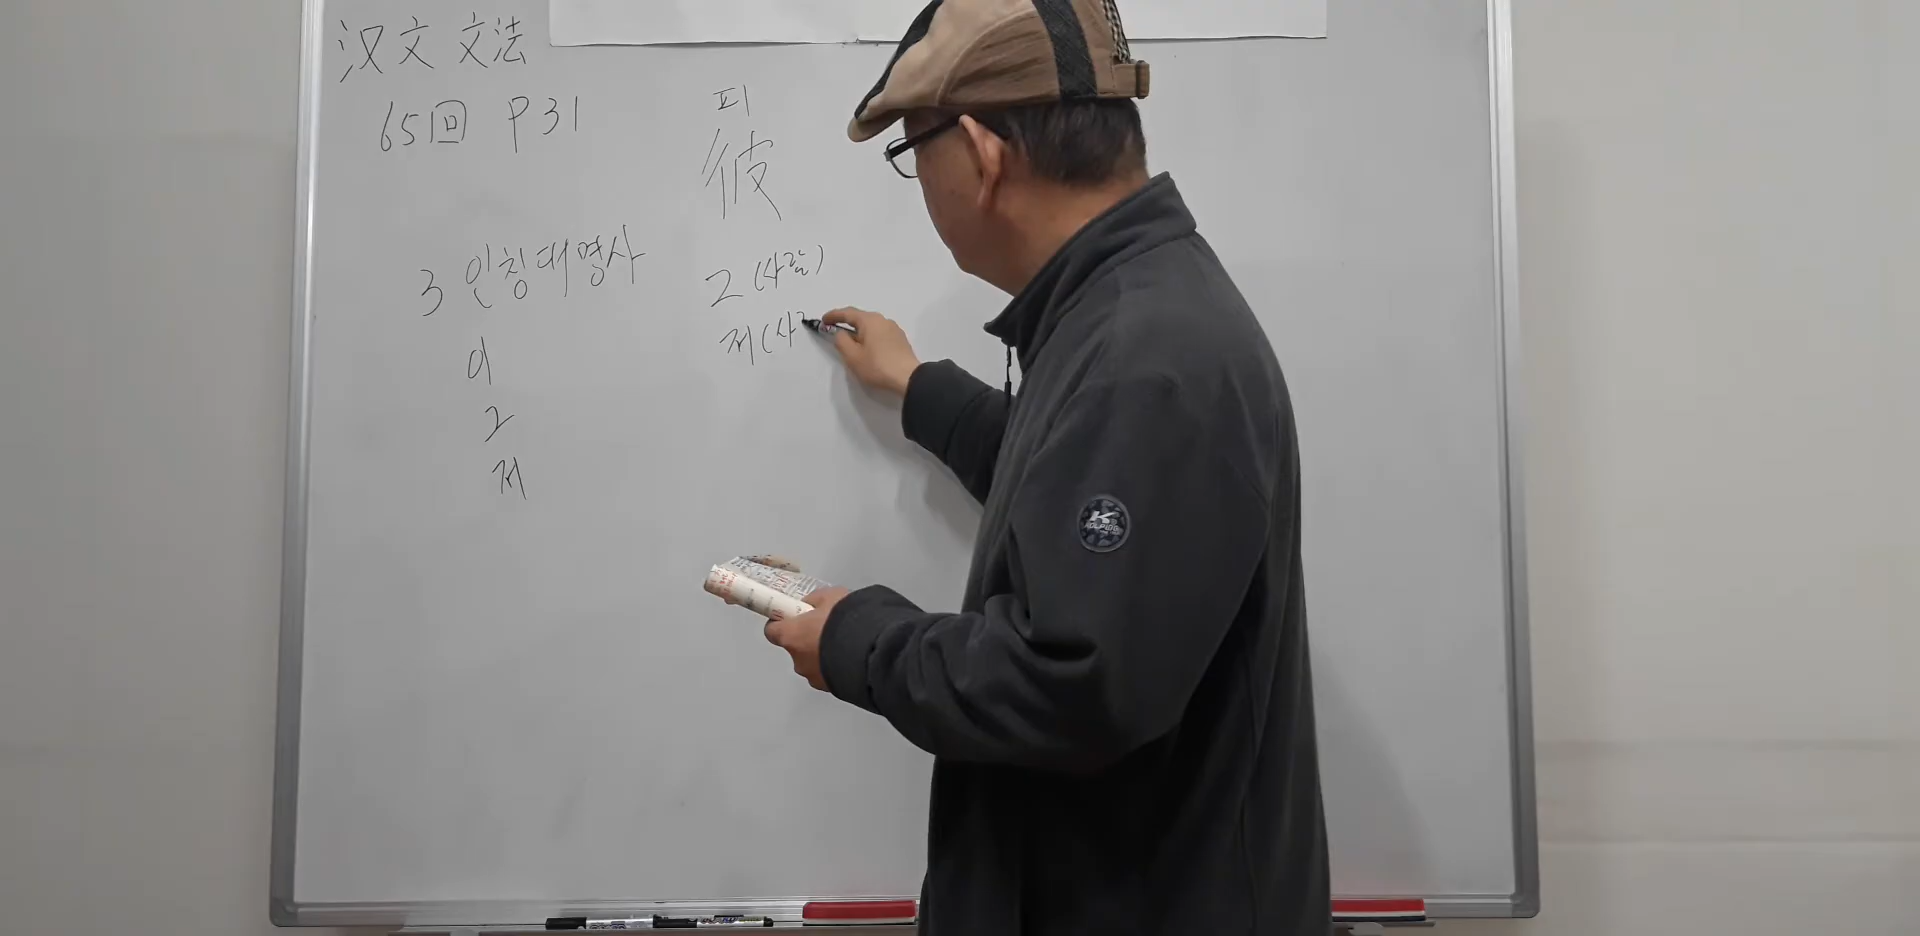 汉文 文法
65回 P31
3 인칭대명사
이
그
저
피
彼
그 (사람)
저 (사